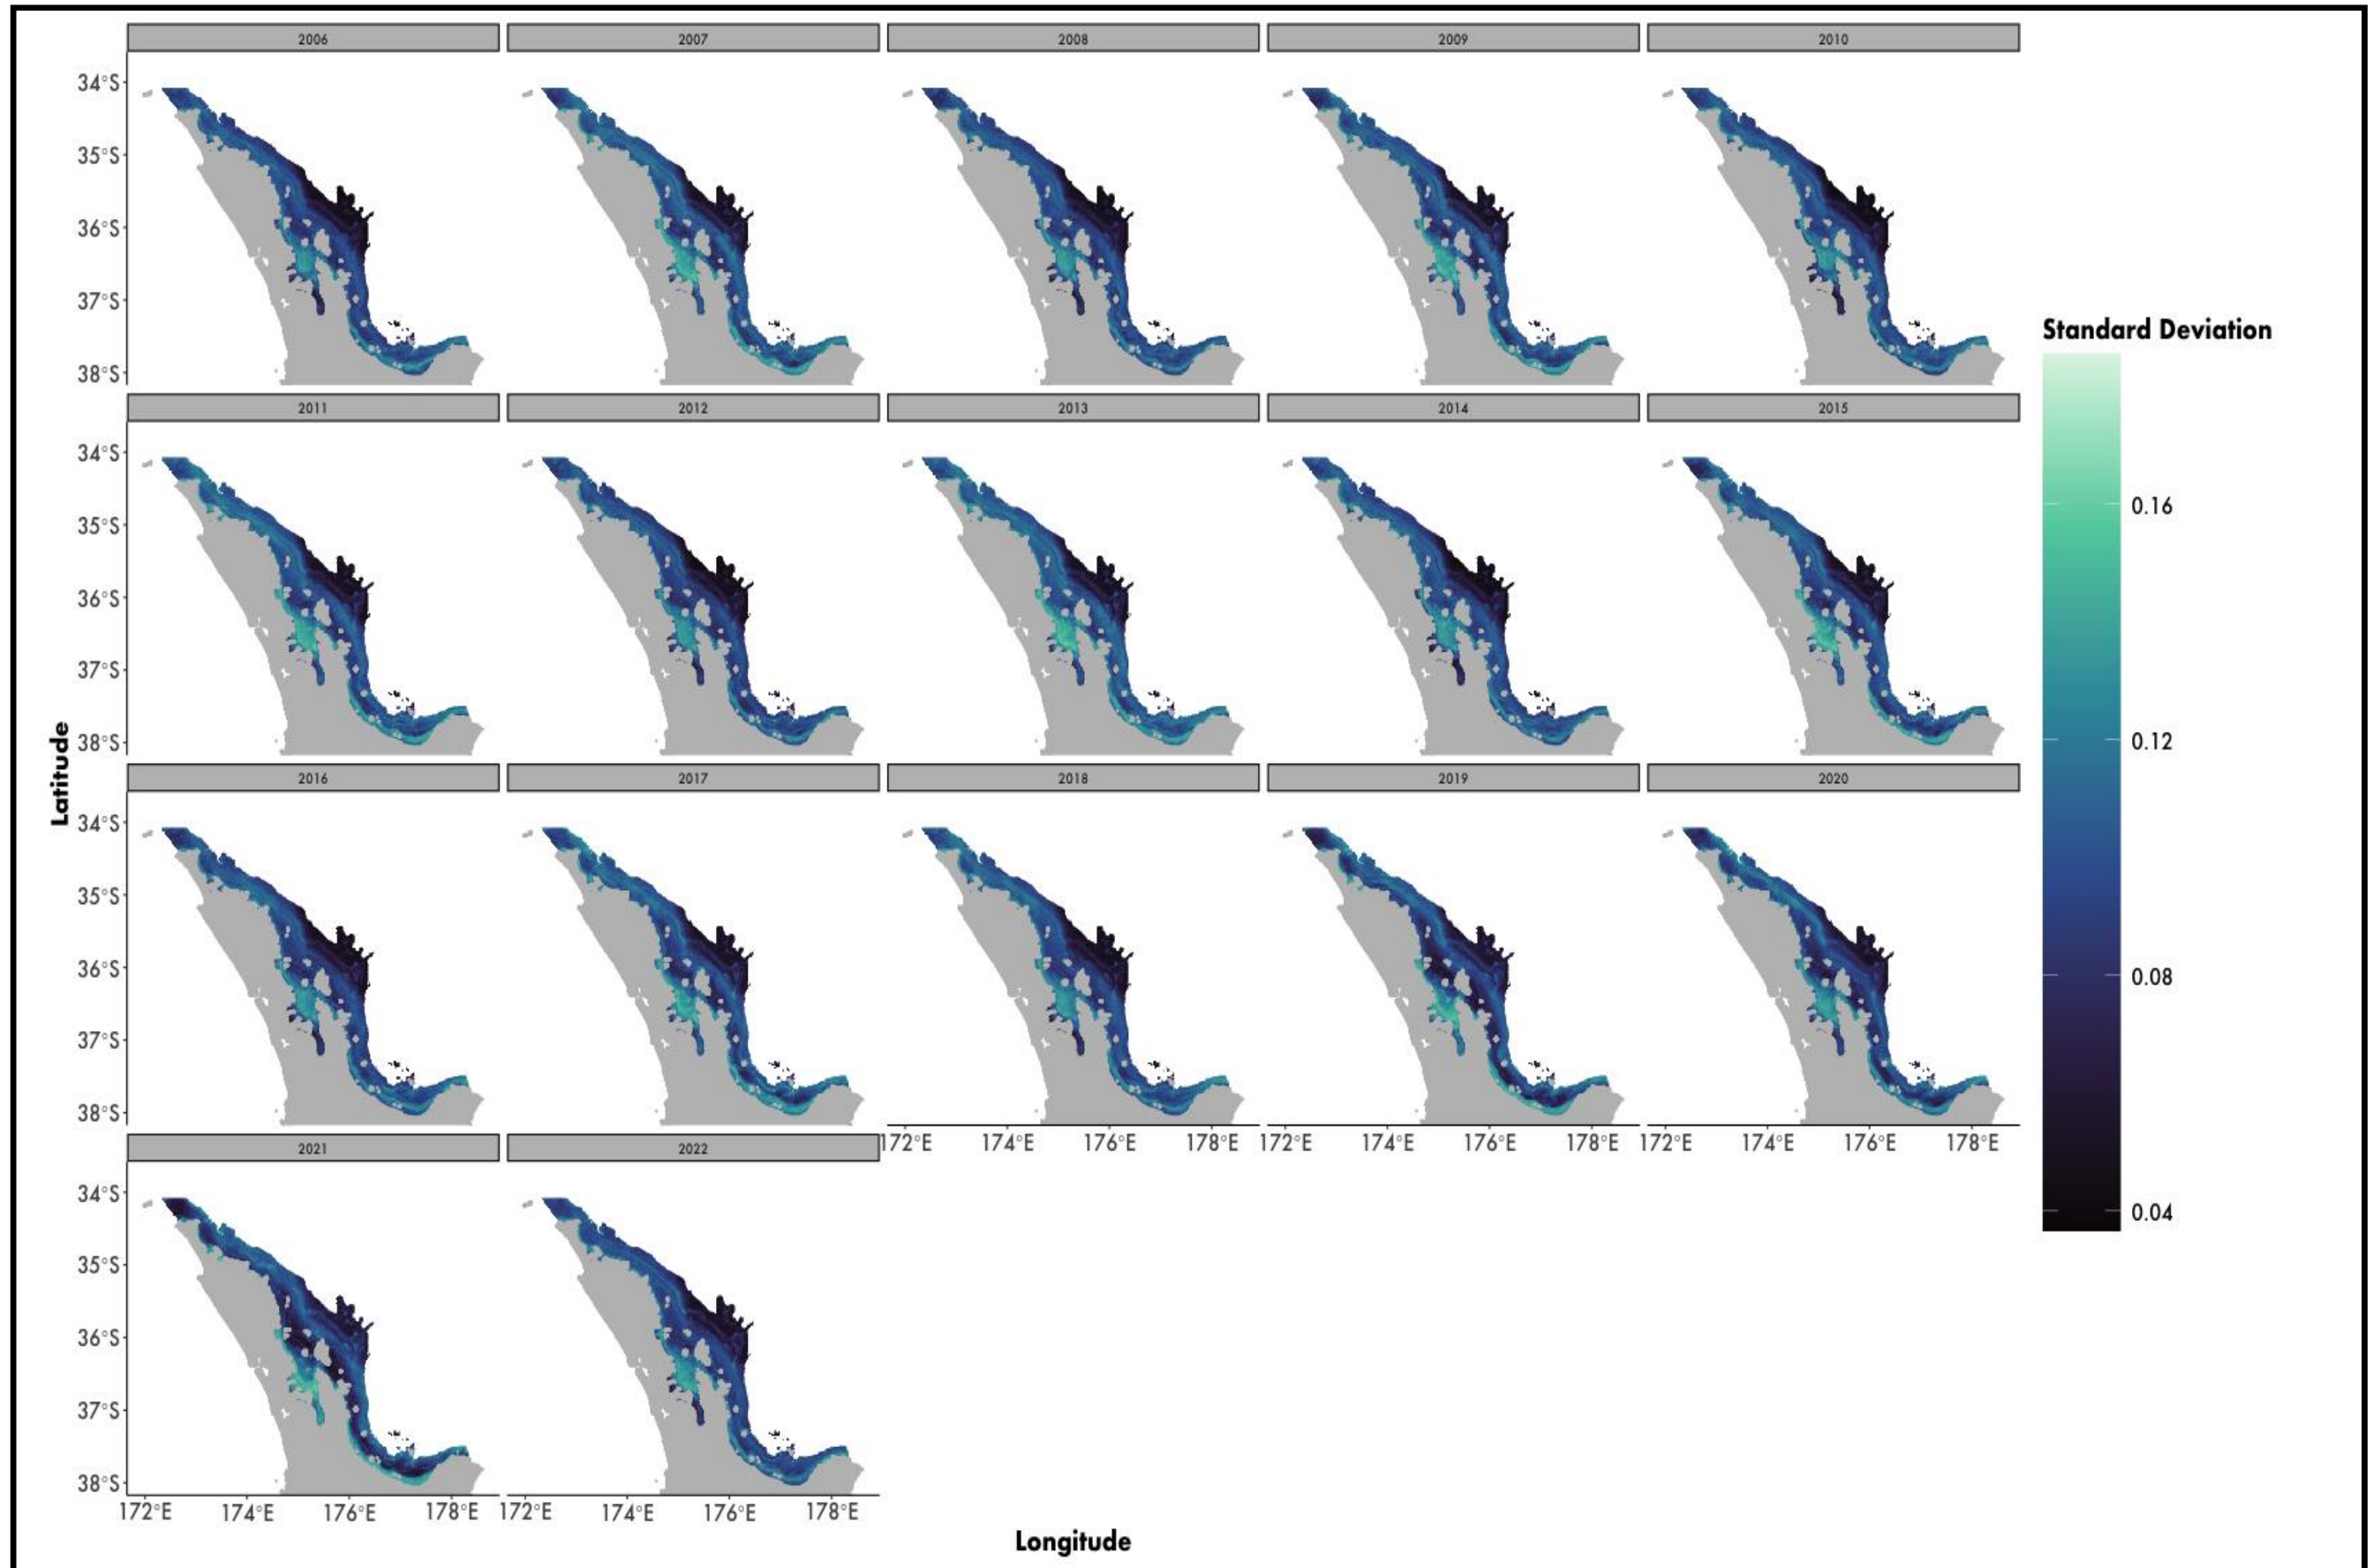 2006 2007 2008 2009 2010
34°S
35°S
36°S
37°S
38°S
Standard Deviation
0.16
0.12
0.08
0.04
2011 2012 2013 2014 2015
34°S
35°S
36°S
37°S
38°S
Latitude
2016 2017 2018 2019 2020
34°S
35°S
36°S
37°S
38°S
172°E 174°E 176°E 178°E 172°E 174°E 176°E 178°E 172°E 174°E 176°E 178°E
2021 2022
34°S
35°S
36°S
37°S
38°S
172°E 174°E 176°E 178°E 172°E 174°E 176°E 178°E
Longitude